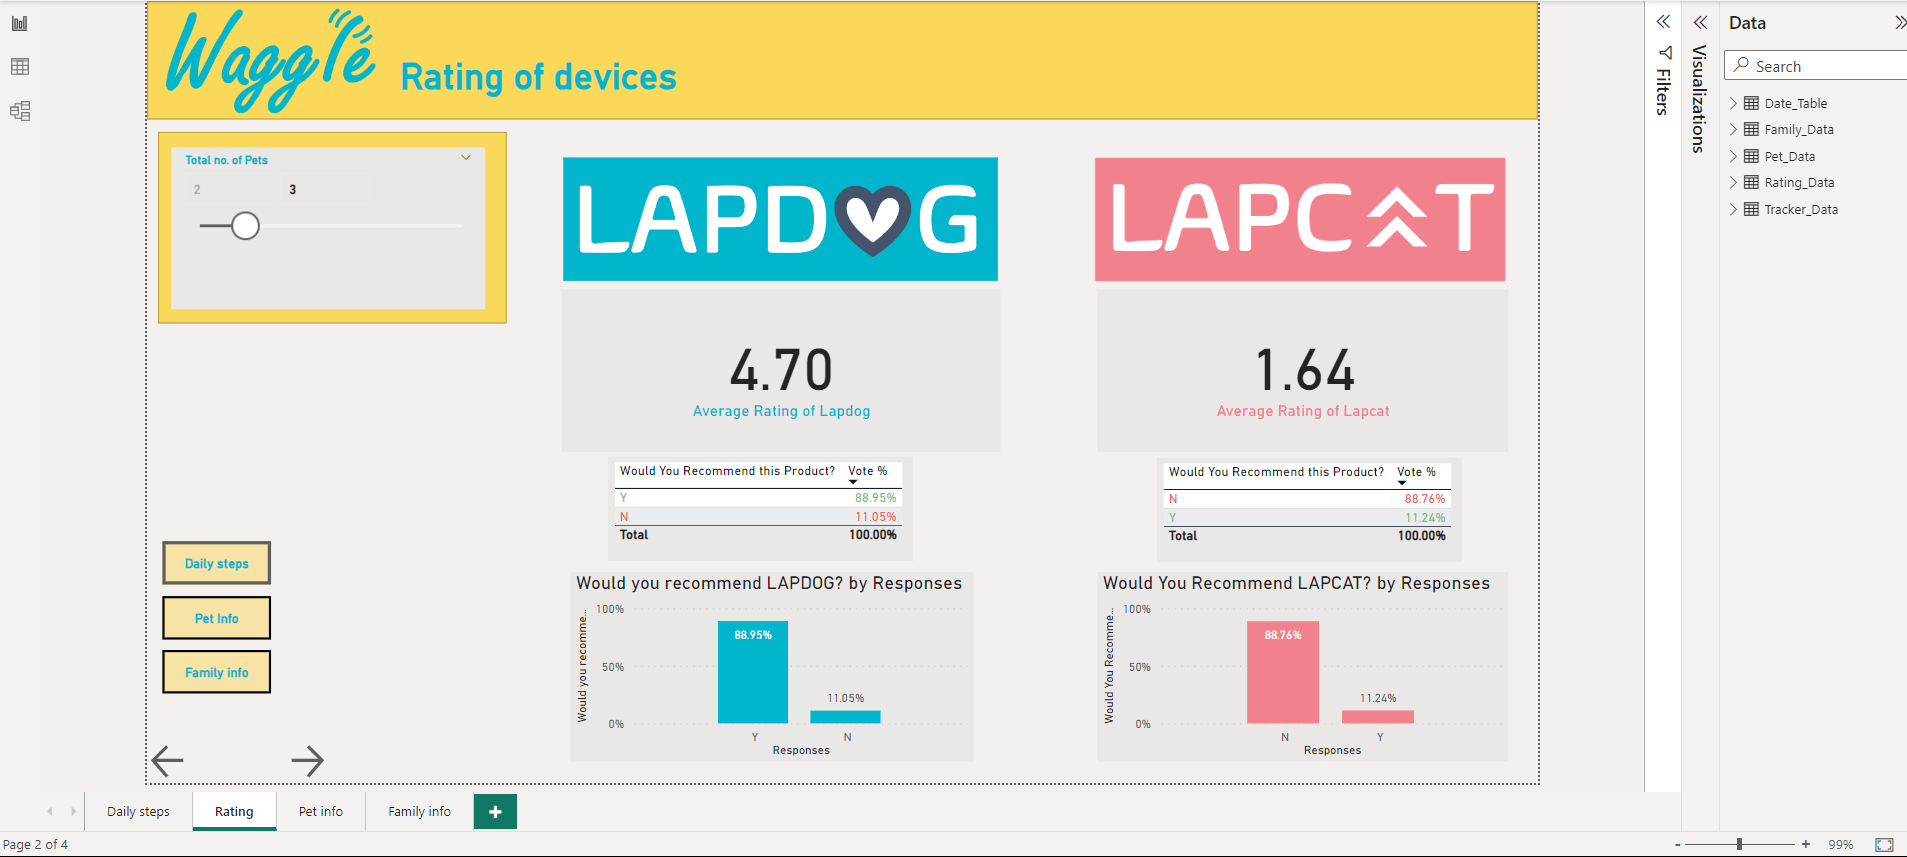 Waggle
Rating of devices
Total no. of Pets
2
3
LAPDOG
LAPCAT
4.70
Average Rating of Lapdog
1.64
Average Rating of Lapcat
Would You Recommend this Product? Vote %
Y 88.95%
N 11.05%
Total 100.00%
Would You Recommend this Product? Vote %
N 88.76%
Y 11.24%
Total 100.00%
Daily steps
Pet Info
Family info
Would you recommend LAPDOG? by Responses
Would you recomme...
100%
50%
0%
88.95%
11.05%
Y
N
Responses
Would You Recommend LAPCAT? by Responses
Would You Recomme...
100%
50%
0%
88.76%
11.24%
N
Y
Responses
Filters
Visualizations
Data
Search
Date_Table
Family_Data
Pet_Data
Rating_Data
Tracker_Data
Daily steps
Rating
Pet info
Family info
+
Page 2 of 4
- + 99%